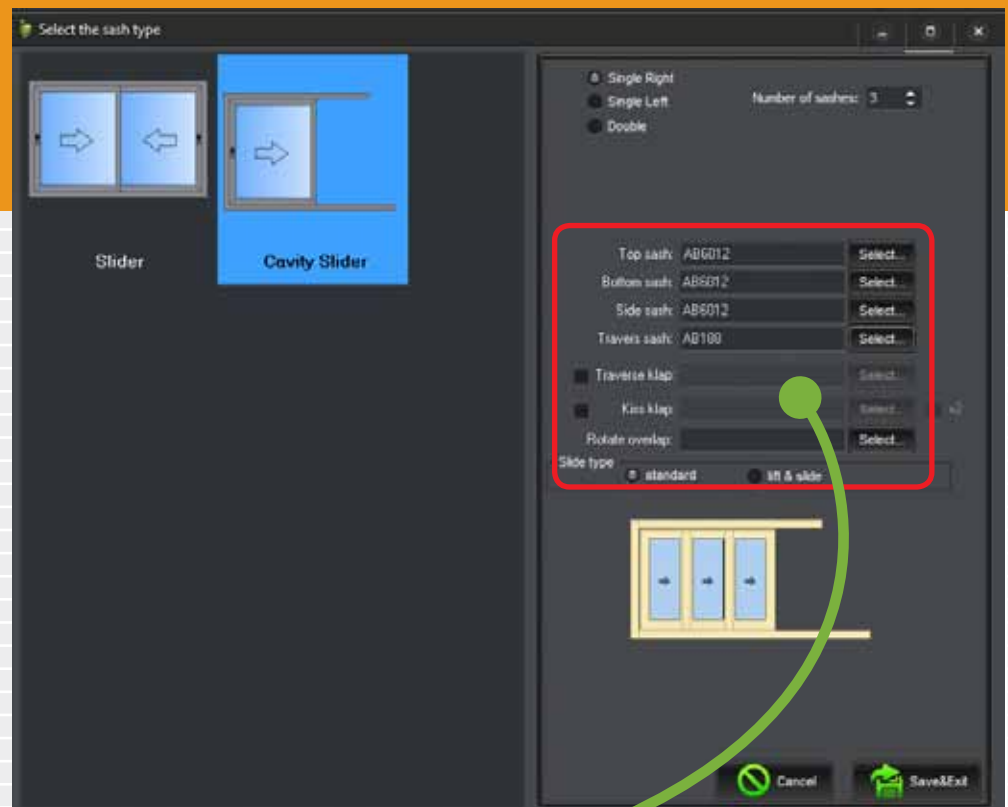 Select the sash type
Slider
Cavity Slider
Single Right
Single Left
Double
Number of sashes: 3
Top sash: AB6012 Select...
Bottom sash: AB6012 Select...
Side sash: AB6012 Select...
Travers sash: AB100 Select...
Traverse klap: Select...
Kiss klap: Select... x2
Rotate overlap: Select...
Slide type
standard
lift & slide
Cancel
Save&Exit